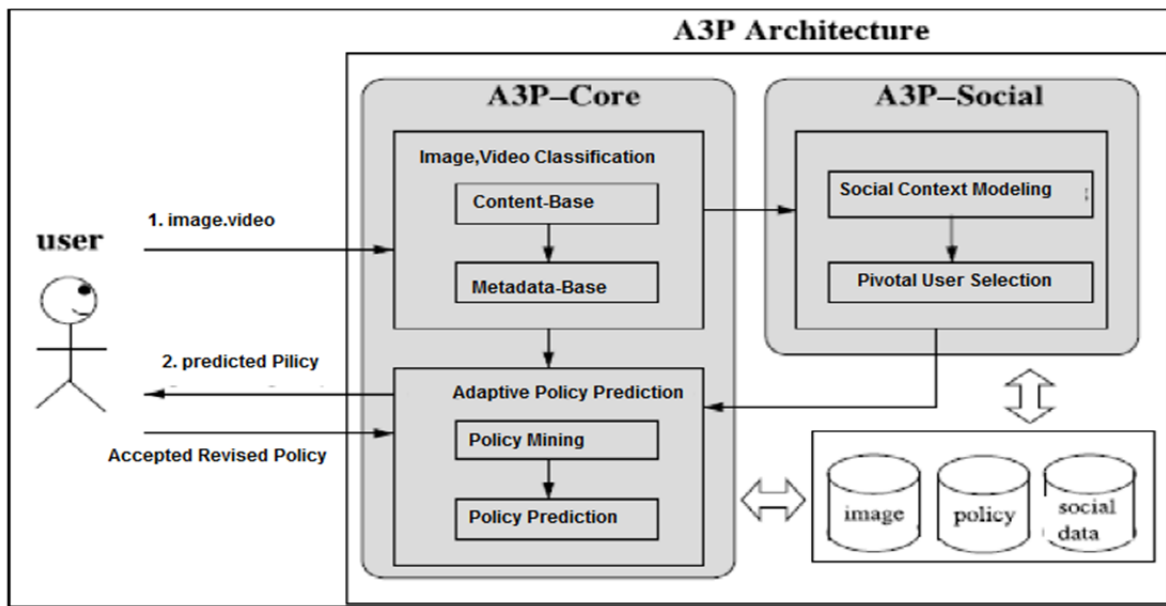 A3P Architecture
A3P–Core
A3P–Social
Image,Video Classification
Content-Base
Metadata-Base
Social Context Modeling
Pivotal User Selection
1. image.video
user
2. predicted Pilicy
Accepted Revised Policy
Adaptive Policy Prediction
Policy Mining
Policy Prediction
image
policy
social
data